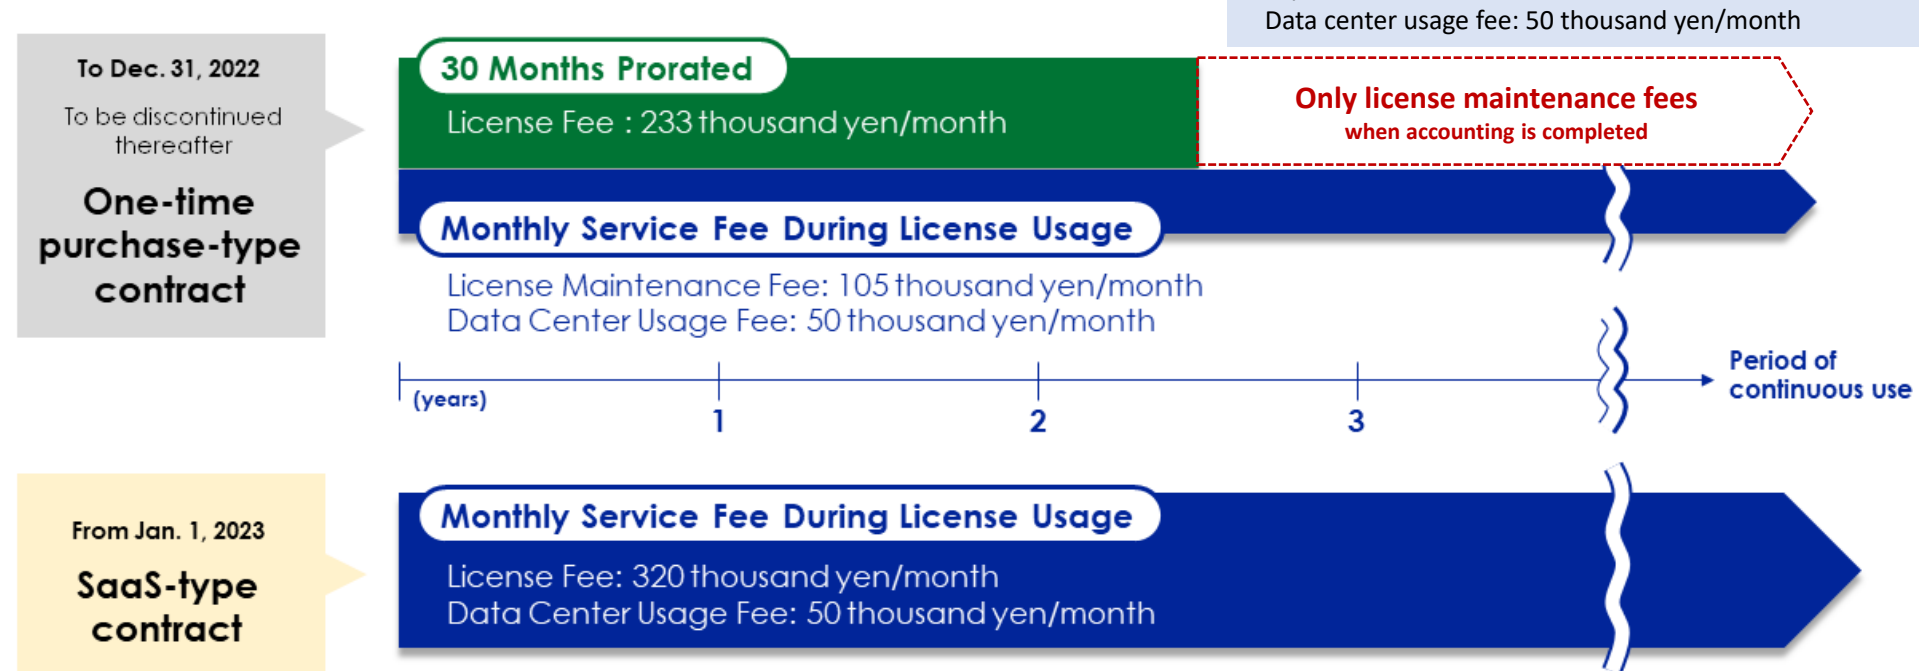 Data center usage fee: 50 thousand yen/month
To Dec. 31, 2022
To be discontinued
thereafter
One-time
purchase-type
contract
30 Months Prorated
License Fee : 233 thousand yen/month
Only license maintenance fees
when accounting is completed
Monthly Service Fee During License Usage
License Maintenance Fee: 105 thousand yen/month
Data Center Usage Fee: 50 thousand yen/month
(years)
1
2
3
Period of
continuous use
From Jan. 1, 2023
SaaS-type
contract
Monthly Service Fee During License Usage
License Fee: 320 thousand yen/month
Data Center Usage Fee: 50 thousand yen/month